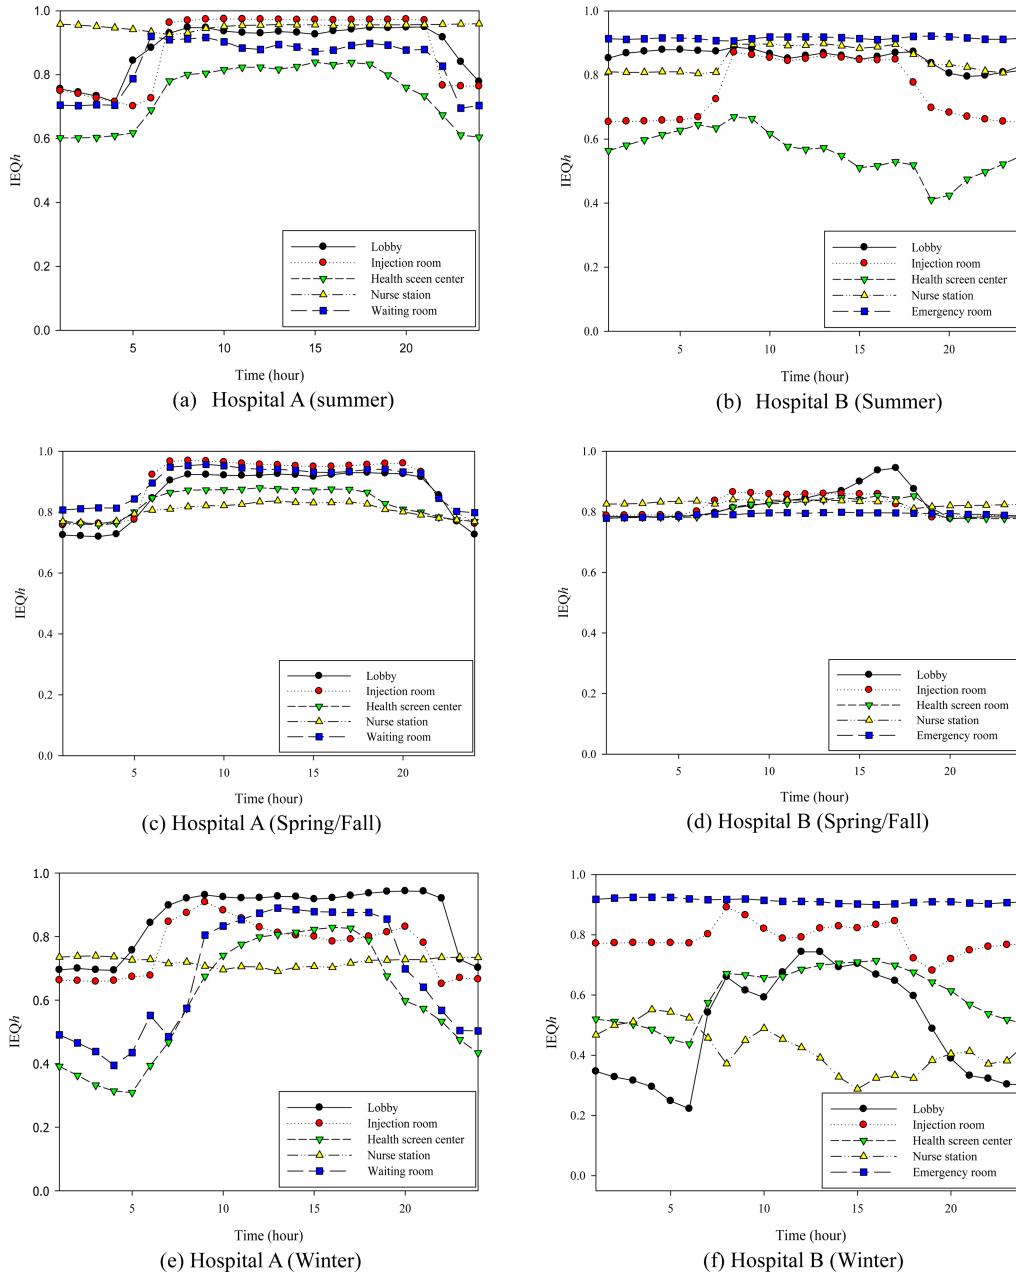 1.0
0.8
0.6
0.4
0.2
0.0
IEQh
5
10
15
20
Time (hour)
Lobby
Injection room
Health sceen center
Nurse staion
Waiting room
(a) Hospital A (summer)
1.0
0.8
0.6
0.4
0.2
0.0
IEQh
5
10
15
20
Time (hour)
Lobby
Injection room
Health screen center
Nurse station
Emergency room
(b) Hospital B (Summer)
1.0
0.8
0.6
0.4
0.2
0.0
IEQh
5
10
15
20
Time (hour)
Lobby
Injection room
Health screen center
Nurse station
Waiting room
(c) Hospital A (Spring/Fall)
1.0
0.8
0.6
0.4
0.2
0.0
IEQh
5
10
15
20
Time (hour)
Lobby
Injection room
Health screen room
Nurse station
Emergency room
(d) Hospital B (Spring/Fall)
1.0
0.8
0.6
0.4
0.2
0.0
IEQh
5
10
15
20
Time (hour)
Lobby
Injection room
Health screen center
Nurse station
Waiting room
(e) Hospital A (Winter)
1.0
0.8
0.6
0.4
0.2
0.0
IEQh
5
10
15
20
Time (hour)
Lobby
Injection room
Health screen center
Nurse station
Emergency room
(f) Hospital B (Winter)